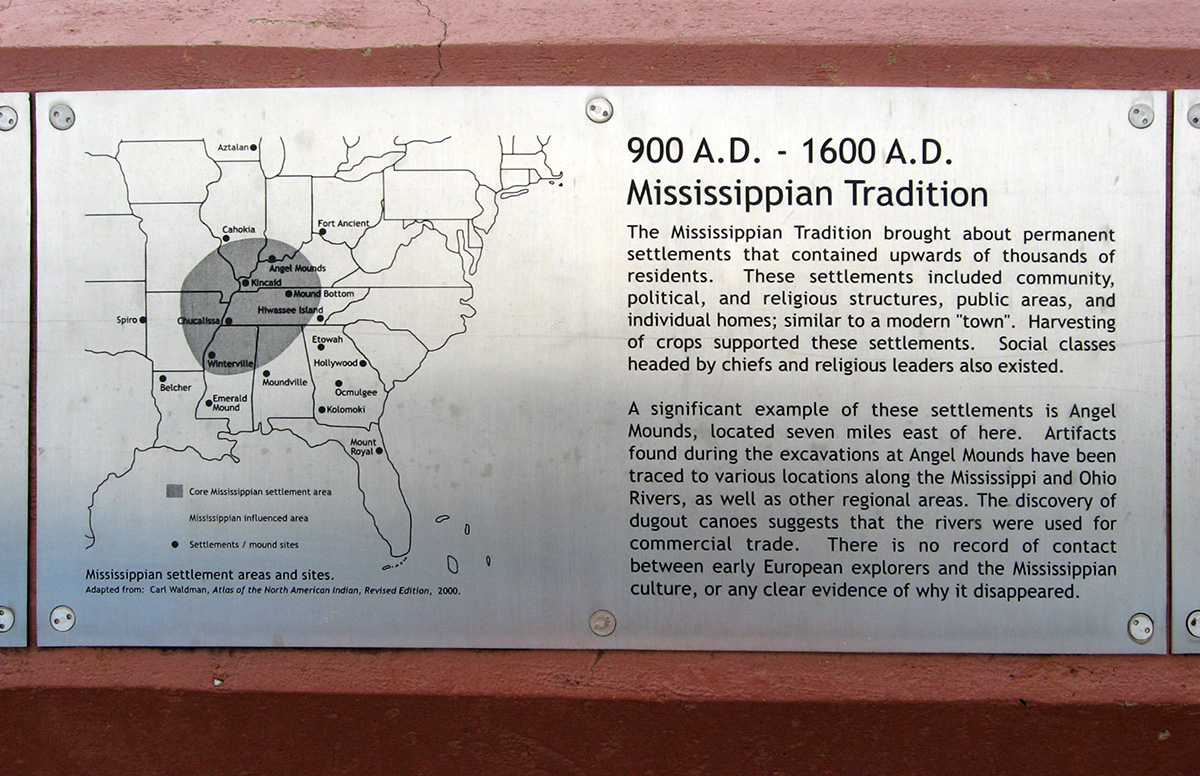 Aztalan
Cahokia
Fort Ancient
Angel Mounds
Kincaid
Mound Bottom
Hiwassee Island
Spiro
Chucalissa
Etowah
Winterville
Hollywood
Belcher
Moundville
Ocmulgee
Emerald
Mound
Kolomoki
Mount
Royal
Core Mississippian settlement area
Mississippian influenced area
Settlements / mound sites
Mississippian settlement areas and sites.
Adapted from: Carl Waldman, Atlas of the North American Indian, Revised Edition, 2000.
900 A.D. - 1600 A.D.
Mississippian Tradition
The Mississippian Tradition brought about permanent
settlements that contained upwards of thousands of
residents. These settlements included community,
political, and religious structures, public areas, and
individual homes; similar to a modern "town". Harvesting
of crops supported these settlements. Social classes
headed by chiefs and religious leaders also existed.
A significant example of these settlements is Angel
Mounds, located seven miles east of here. Artifacts
found during the excavations at Angel Mounds have been
traced to various locations along the Mississippi and Ohio
Rivers, as well as other regional areas. The discovery of
dugout canoes suggests that the rivers were used for
commercial trade. There is no record of contact
between early European explorers and the Mississippian
culture, or any clear evidence of why it disappeared.